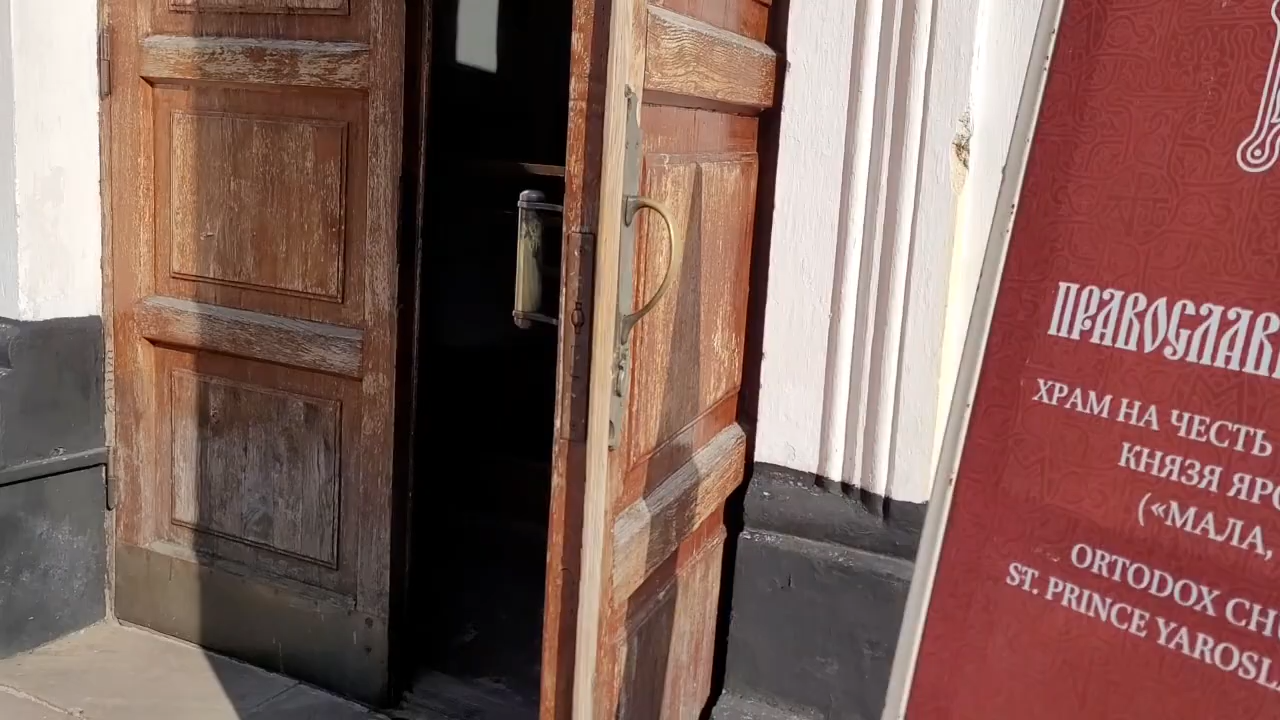 ПРАВОСЛАВ
ХРАМ НА ЧЕСТЬ
КНЯЗЯ ЯРО
(«МАЛА,
ORTODOX CH
ST. PRINCE YAROSL